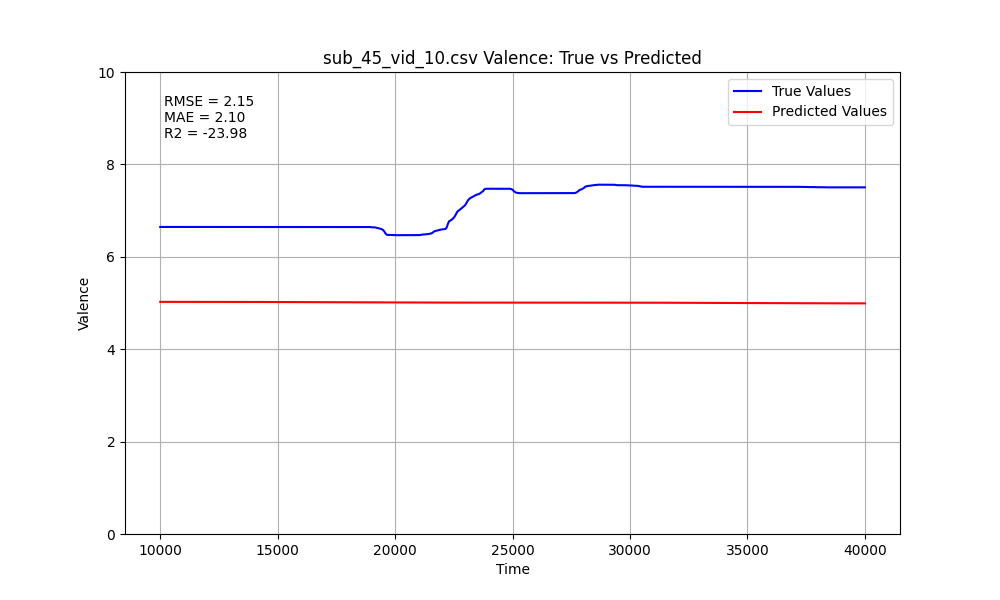 sub_45_vid_10.csv Valence: True vs Predicted
RMSE = 2.15
MAE = 2.10
R2 = -23.98
True Values
Predicted Values
10
8
6
4
2
0
Valence
10000 15000 20000 25000 30000 35000 40000
Time